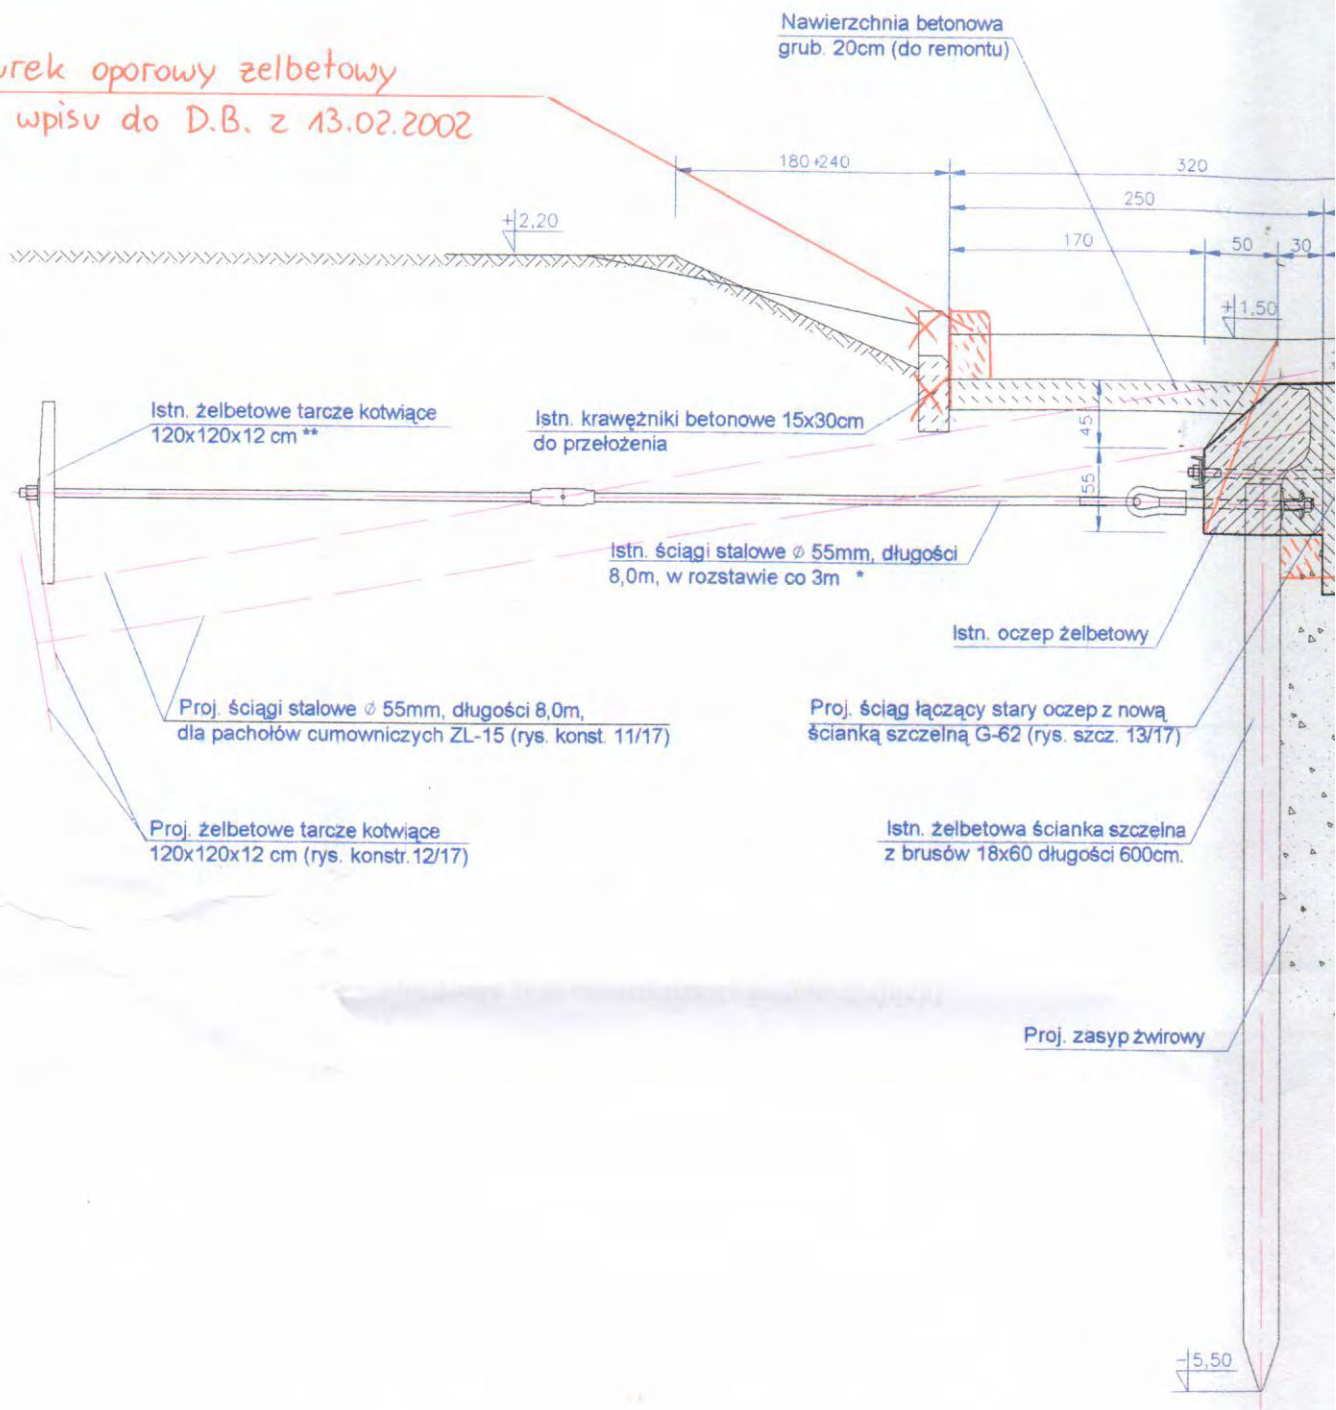 Nawierzchnia betonowa
grub. 20cm (do remontu)
urek oporowy żelbetowy
wpisu do D.B. z 13.02.2002
180÷240
320
250
170
50
30
+2,20
+1,50
Istn. żelbetowe tarcze kotwiące
120x120x12 cm **
Istn. krawężniki betonowe 15x30cm
do przełożenia
45
55
Istn. ściągi stalowe ⌀ 55mm, długości
8,0m, w rozstawie co 3m *
Istn. oczep żelbetowy
Proj. ściągi stalowe ⌀ 55mm, długości 8,0m,
dla pachołów cumowniczych ZL-15 (rys. konst. 11/17)
Proj. ściąg łączący stary oczep z nową
ścianką szczelną G-62 (rys. szcz. 13/17)
Proj. żelbetowe tarcze kotwiące
120x120x12 cm (rys. konstr.12/17)
Istn. żelbetowa ścianka szczelna
z brusów 18x60 długości 600cm.
Proj. zasyp żwirowy
-5,50